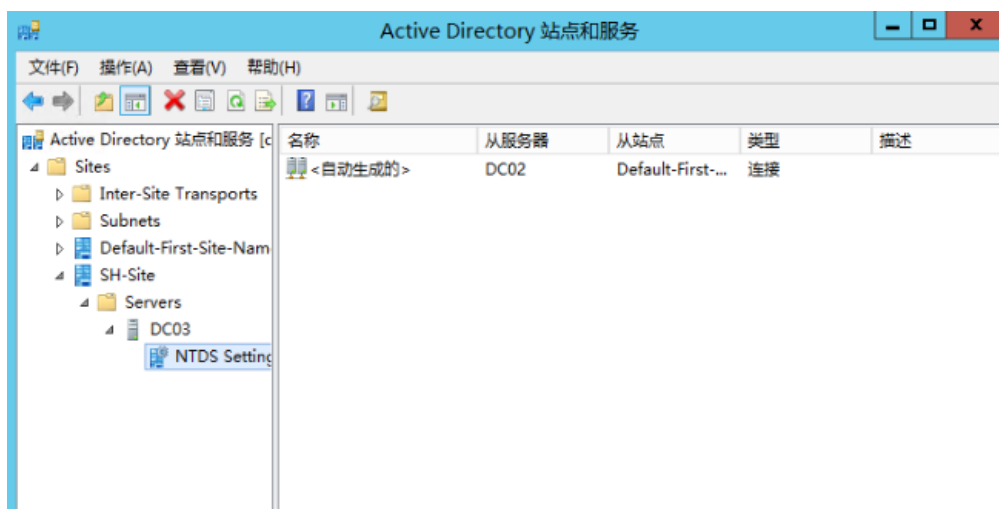 Active Directory 站点和服务
文件(F) 操作(A) 查看(V) 帮助(H)
Active Directory 站点和服务 [c
Sites
Inter-Site Transports
Subnets
Default-First-Site-Nam
SH-Site
Servers
DC03
NTDS Setting
名称 从服务器 从站点 类型 描述
<自动生成的> DC02 Default-First-... 连接